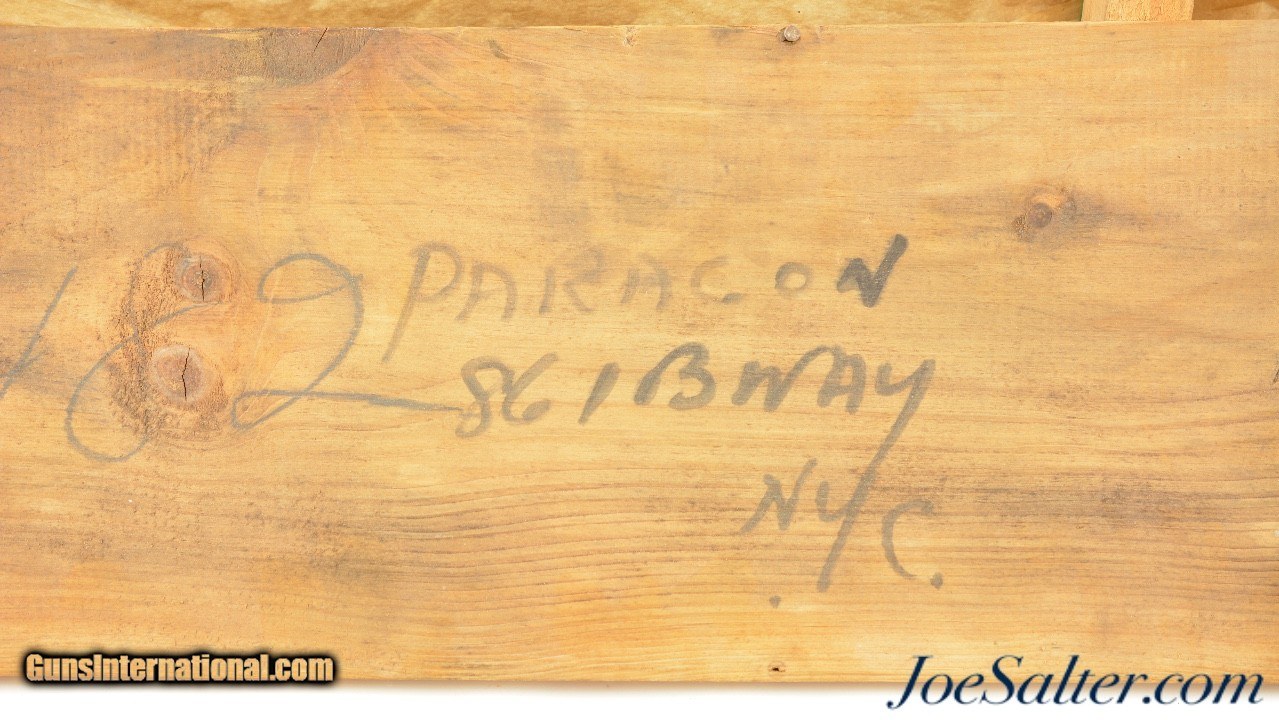 182
PARAGON
861 BWAY
N.Y.C.
GunsInternational.com
JoeSalter.com